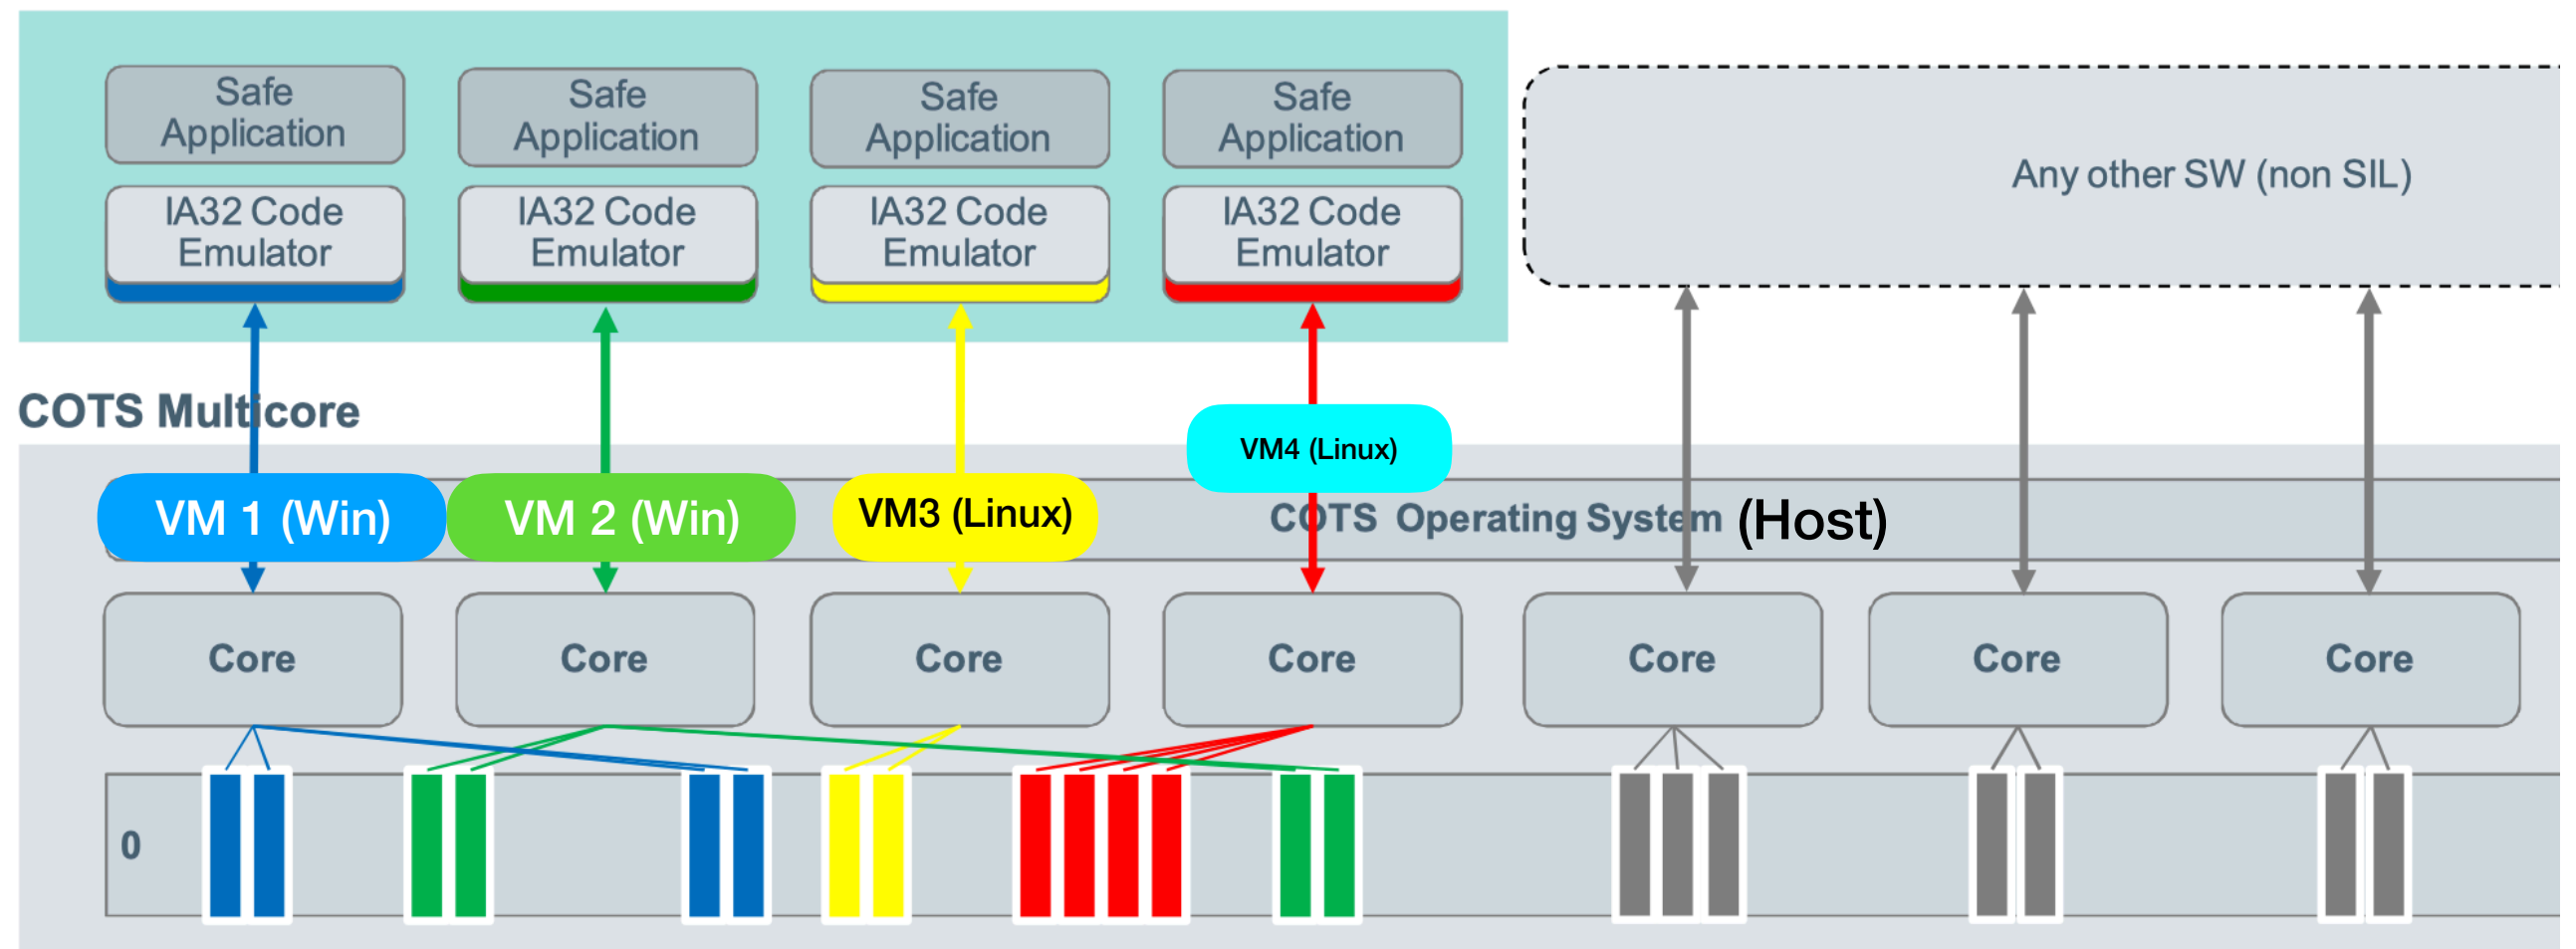 Safe
Application
Safe
Application
Safe
Application
Safe
Application
IA32 Code
Emulator
IA32 Code
Emulator
IA32 Code
Emulator
IA32 Code
Emulator
Any other SW (non SIL)
COTS Multicore
VM4 (Linux)
VM 1 (Win)
VM 2 (Win)
VM3 (Linux)
COTS Operating System (Host)
Core
Core
Core
Core
Core
Core
Core
0